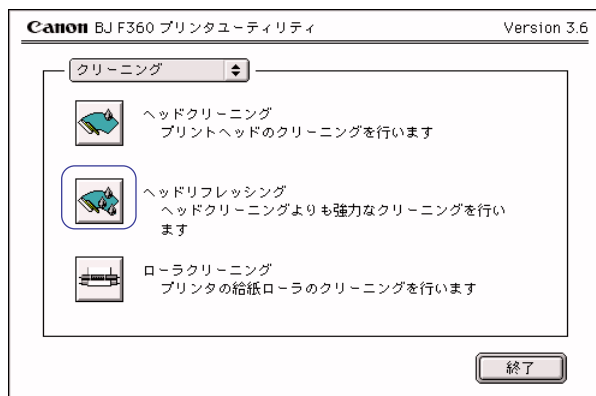 Canon BJ F360 プリンタユーティリティ Version 3.6
クリーニング
ヘッドクリーニング
プリントヘッドのクリーニングを行います
ヘッドリフレッシング
ヘッドクリーニングよりも強力なクリーニングを行い
ます
ローラクリーニング
プリンタの給紙ローラのクリーニングを行います
終了